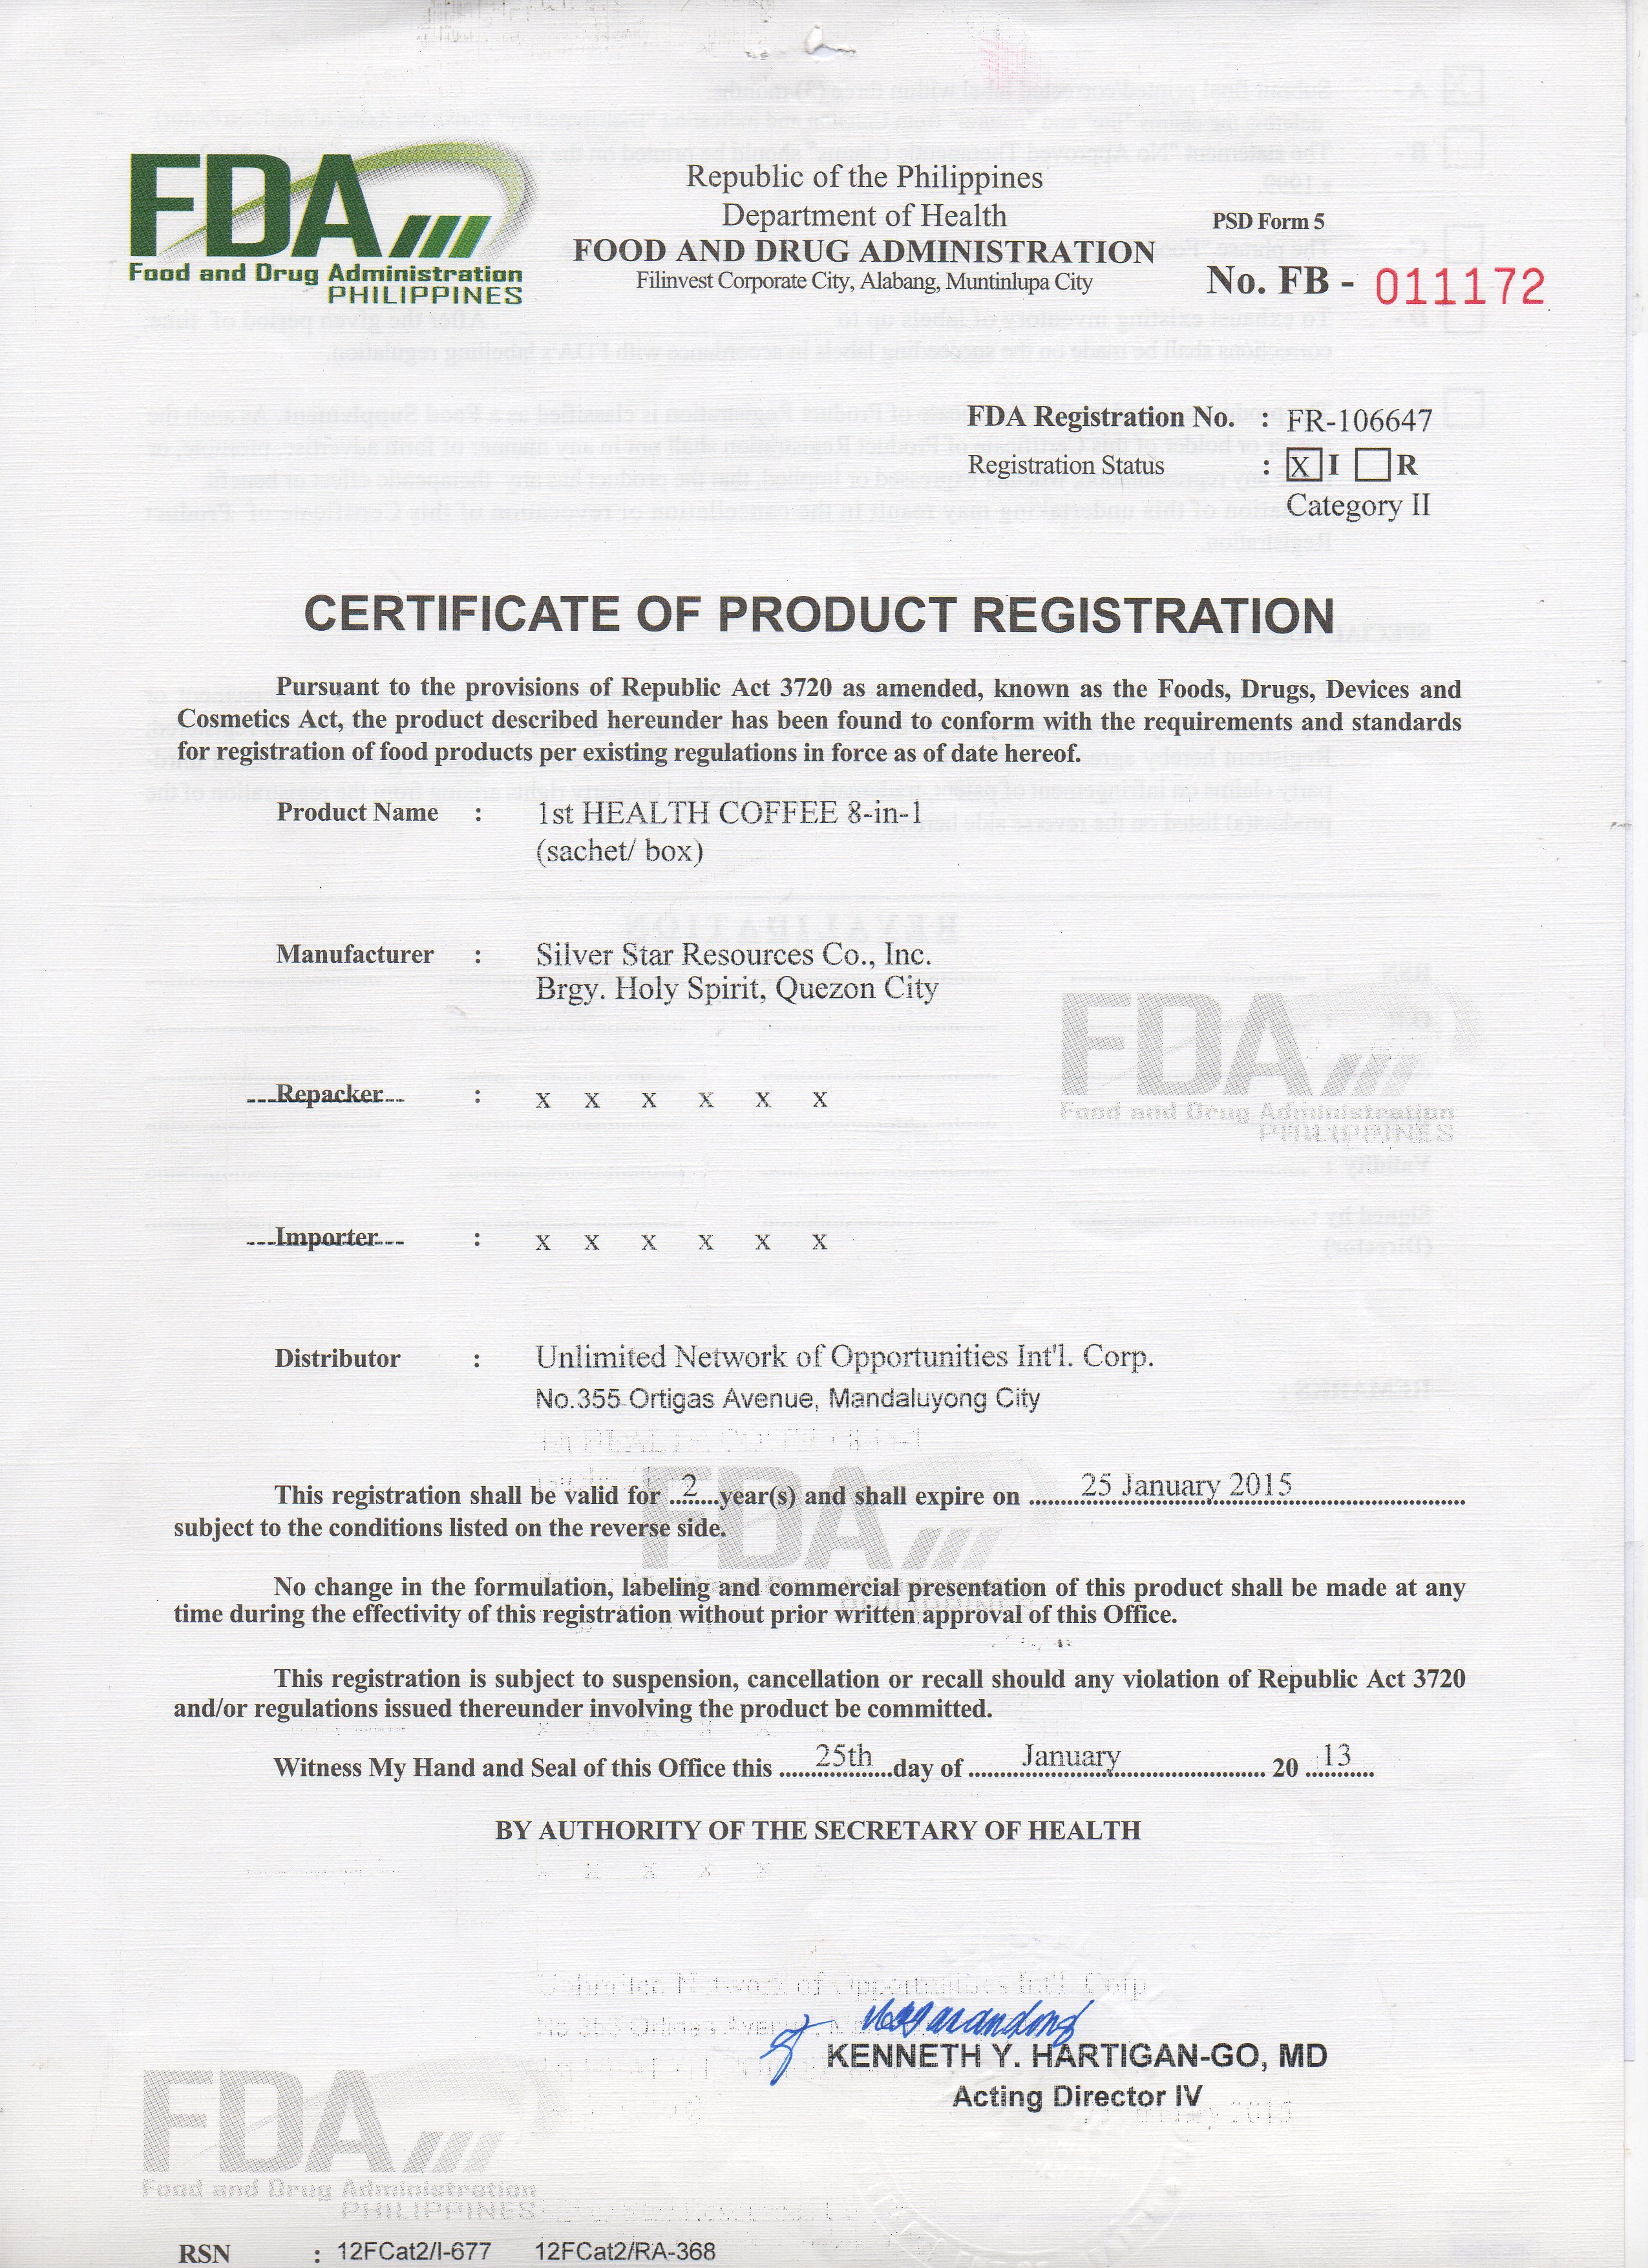 FDA
Food and Drug Administration
PHILIPPINES
Republic of the Philippines
Department of Health
FOOD AND DRUG ADMINISTRATION
Filinvest Corporate City, Alabang, Muntinlupa City
PSD Form 5
No. FB - 011172
FDA Registration No. : FR-106647
Registration Status : X I R
Category II
CERTIFICATE OF PRODUCT REGISTRATION
Pursuant to the provisions of Republic Act 3720 as amended, known as the Foods, Drugs, Devices and
Cosmetics Act, the product described hereunder has been found to conform with the requirements and standards
for registration of food products per existing regulations in force as of date hereof.
Product Name : 1st HEALTH COFFEE 8-in-1
(sachet/ box)
Manufacturer : Silver Star Resources Co., Inc.
Brgy. Holy Spirit, Quezon City
FDA
Food and Drug Administration
PHILIPPINES
Repacker : x x x x x x
Importer : x x x x x x
Distributor : Unlimited Network of Opportunities Int'l. Corp.
No.355 Ortigas Avenue, Mandaluyong City
FDA
This registration shall be valid for 2 year(s) and shall expire on 25 January 2015
subject to the conditions listed on the reverse side.
No change in the formulation, labeling and commercial presentation of this product shall be made at any
time during the effectivity of this registration without prior written approval of this Office.
This registration is subject to suspension, cancellation or recall should any violation of Republic Act 3720
and/or regulations issued thereunder involving the product be committed.
Witness My Hand and Seal of this Office this 25th day of January 20 13
BY AUTHORITY OF THE SECRETARY OF HEALTH
KENNETH Y. HARTIGAN-GO, MD
Acting Director IV
FDA
Food and Drug Administration
PHILIPPINES
RSN : 12FCat2/I-677 12FCat2/RA-368